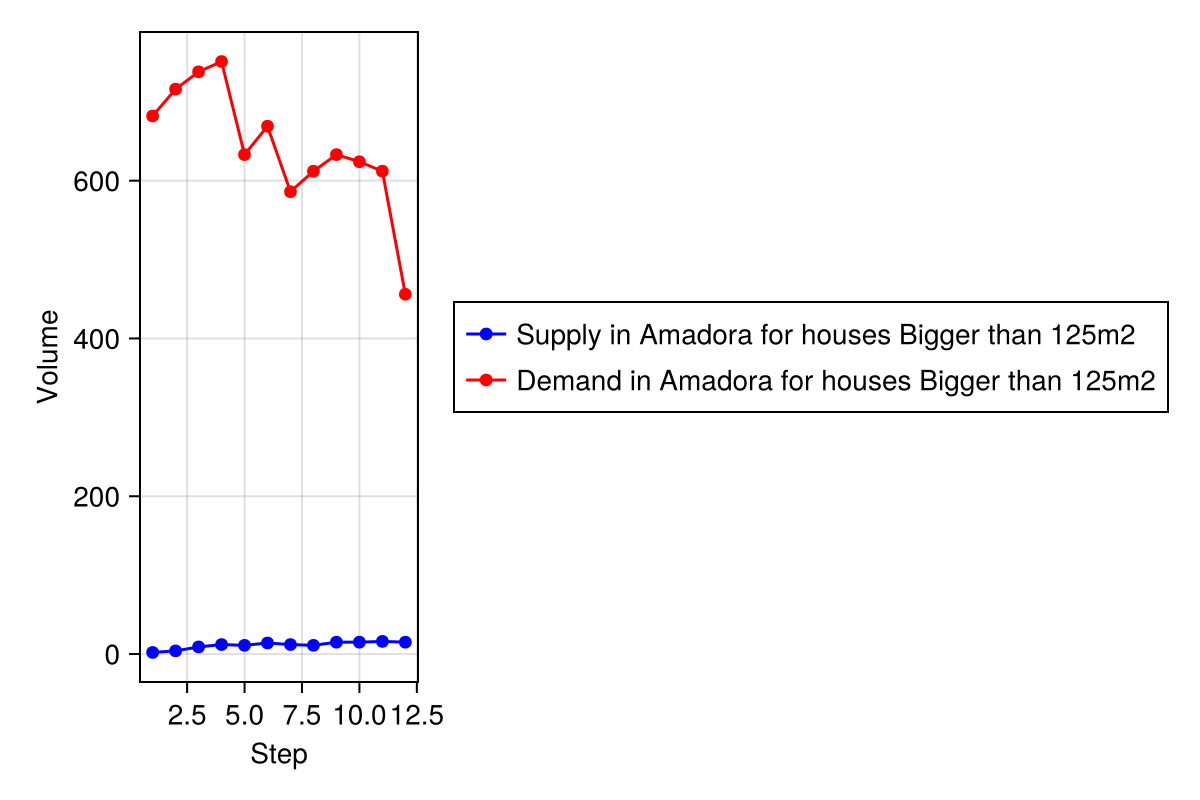 Volume
600
400
200
0
2.5 5.0 7.5 10.0 12.5
Step
Supply in Amadora for houses Bigger than 125m2
Demand in Amadora for houses Bigger than 125m2